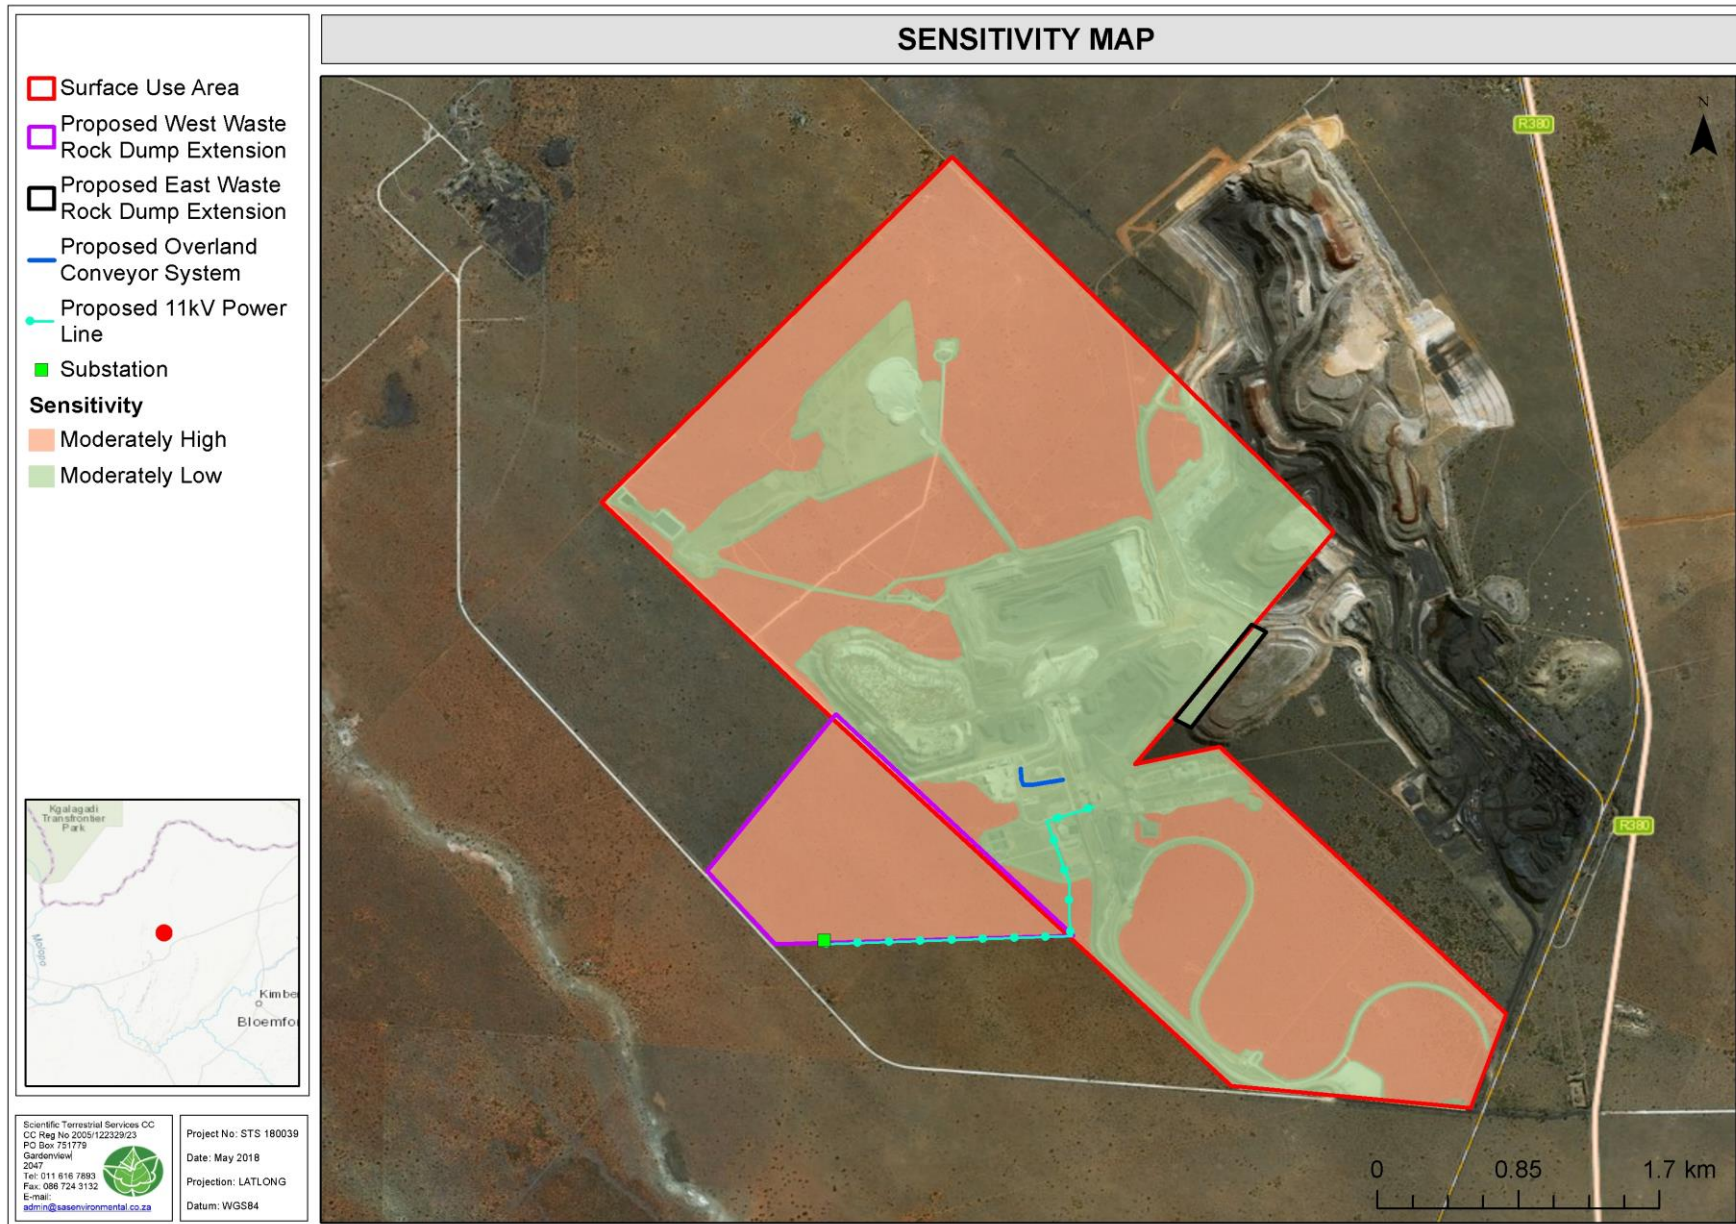 SENSITIVITY MAP
Surface Use Area
Proposed West Waste
Rock Dump Extension
Proposed East Waste
Rock Dump Extension
Proposed Overland
Conveyor System
Proposed 11kV Power
Line
Substation
Sensitivity
Moderately High
Moderately Low
R380
N
R380
Kgalagadi
Transfrontier
Park
Molopo
Kimbe
Bloemfo
Scientific Terrestrial Services CC
CC Reg No 2005/122329/23
PO Box 751779
Gardenview
2047
Tel: 011 616 7893
Fax: 086 724 3132
E-mail:
admin@sasenvironmental.co.za
Project No: STS 180039
Date: May 2018
Projection: LATLONG
Datum: WGS84
0 0.85 1.7 km